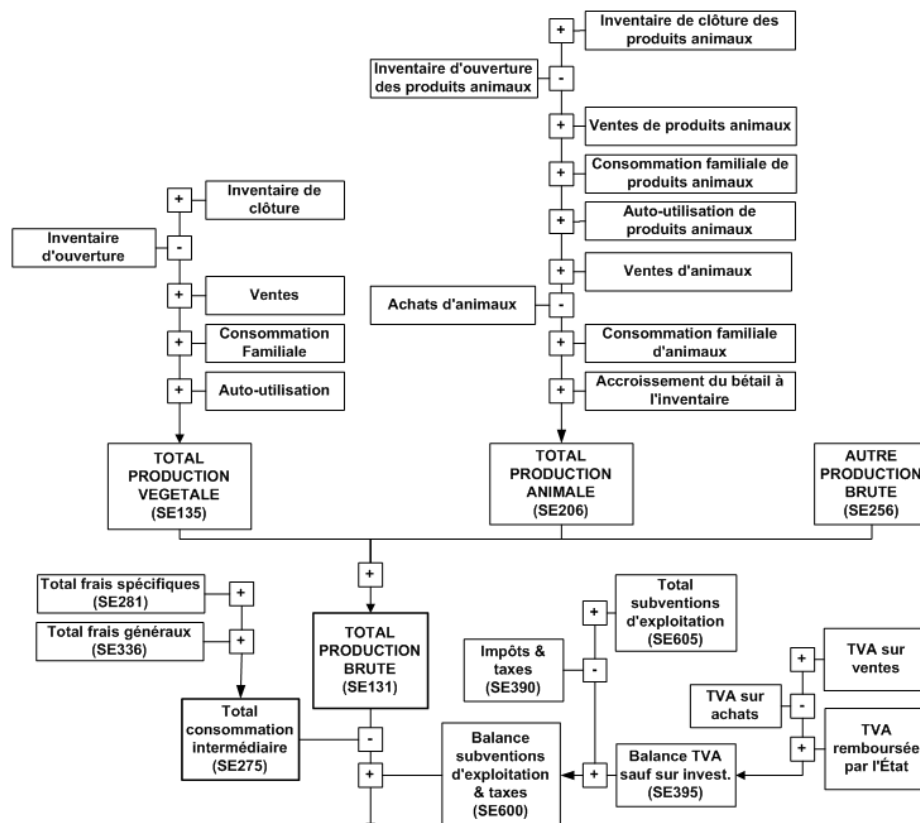 +
Inventaire de clôture des
produits animaux
Inventaire d'ouverture
des produits animaux
-
+
Ventes de produits animaux
+
Consommation familiale de
produits animaux
+
Inventaire de
clôture
+
Auto-utilisation de
produits animaux
Inventaire
d'ouverture
-
+
Ventes d'animaux
+
Ventes
Achats d'animaux
-
+
Consommation
Familiale
+
Consommation familiale
d'animaux
+
Auto-utilisation
+
Accroissement du bétail à
l'inventaire
TOTAL
PRODUCTION
VEGETALE
(SE135)
TOTAL
PRODUCTION
ANIMALE
(SE206)
AUTRE
PRODUCTION
BRUTE
(SE256)
Total frais spécifiques
(SE281)
+
+
Total frais généraux
(SE336)
+
TOTAL
PRODUCTION
BRUTE
(SE131)
+
Total
subventions
d'exploitation
(SE605)
Impôts &
taxes
(SE390)
-
+
TVA sur
ventes
TVA sur
achats
-
Total
consommation
intermédiaire
(SE275)
-
+
Balance
subventions
d'exploitation
& taxes
(SE600)
+
Balance TVA
sauf sur invest.
(SE395)
+
TVA
remboursée
par l'État